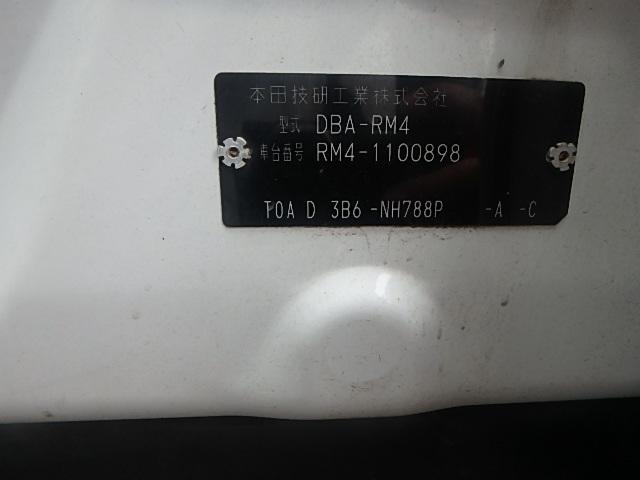 本田技研工業株式会社
型式 DBA-RM4
車台番号 RM4-1100898
T0A D 3B6 -NH788P -A -C